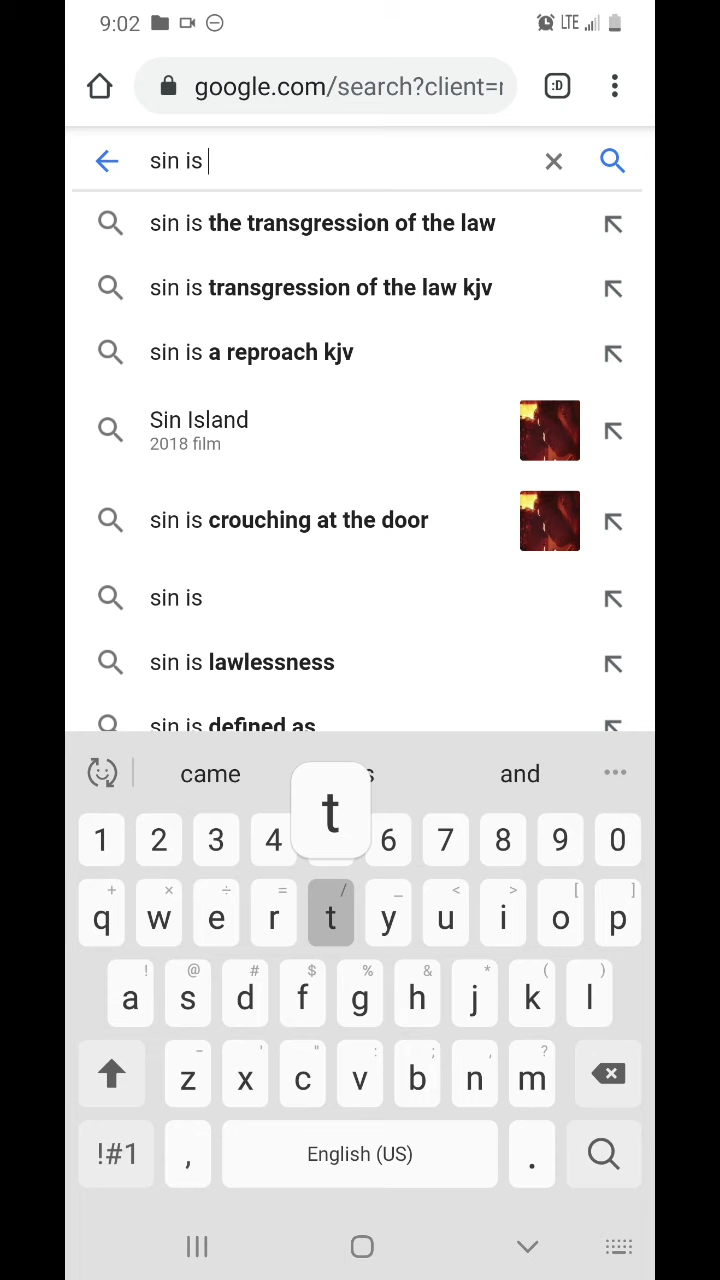 9:02 LTE
google.com/search?client=
:D
sin is
sin is the transgression of the law
sin is transgression of the law kjv
sin is a reproach kjv
Sin Island
2018 film
sin is crouching at the door
sin is
sin is lawlessness
sin is defined as
came and
t
1 2 3 4 6 7 8 9 0
+ × ÷ = / _ < > [ ]
q w e r t y u i o p
! @ # $ % & * ( )
a s d f g h j k l
- ' " : ; , ?
z x c v b n m
!#1 , English (US) .